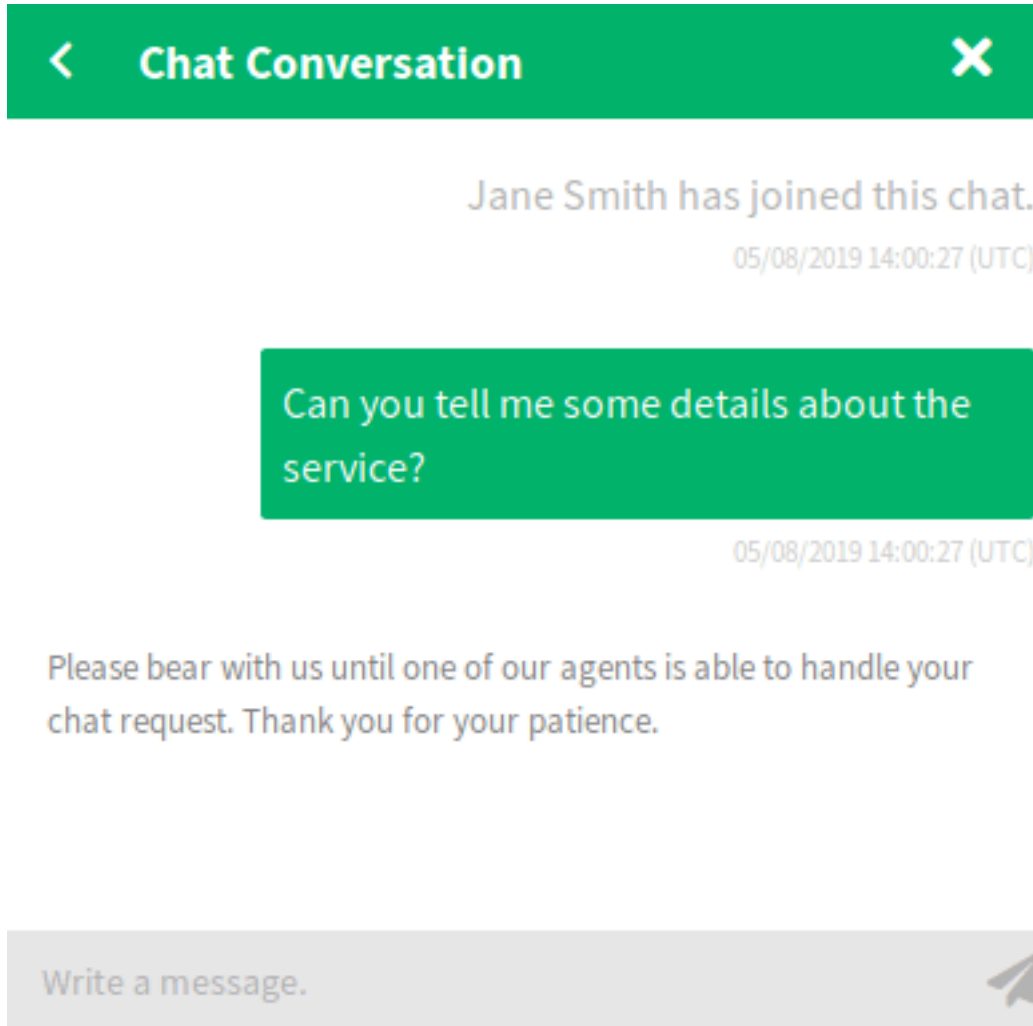 Chat Conversation
Jane Smith has joined this chat.
05/08/2019 14:00:27 (UTC)
Can you tell me some details about the
service?
05/08/2019 14:00:27 (UTC)
Please bear with us until one of our agents is able to handle your
chat request. Thank you for your patience.
Write a message.